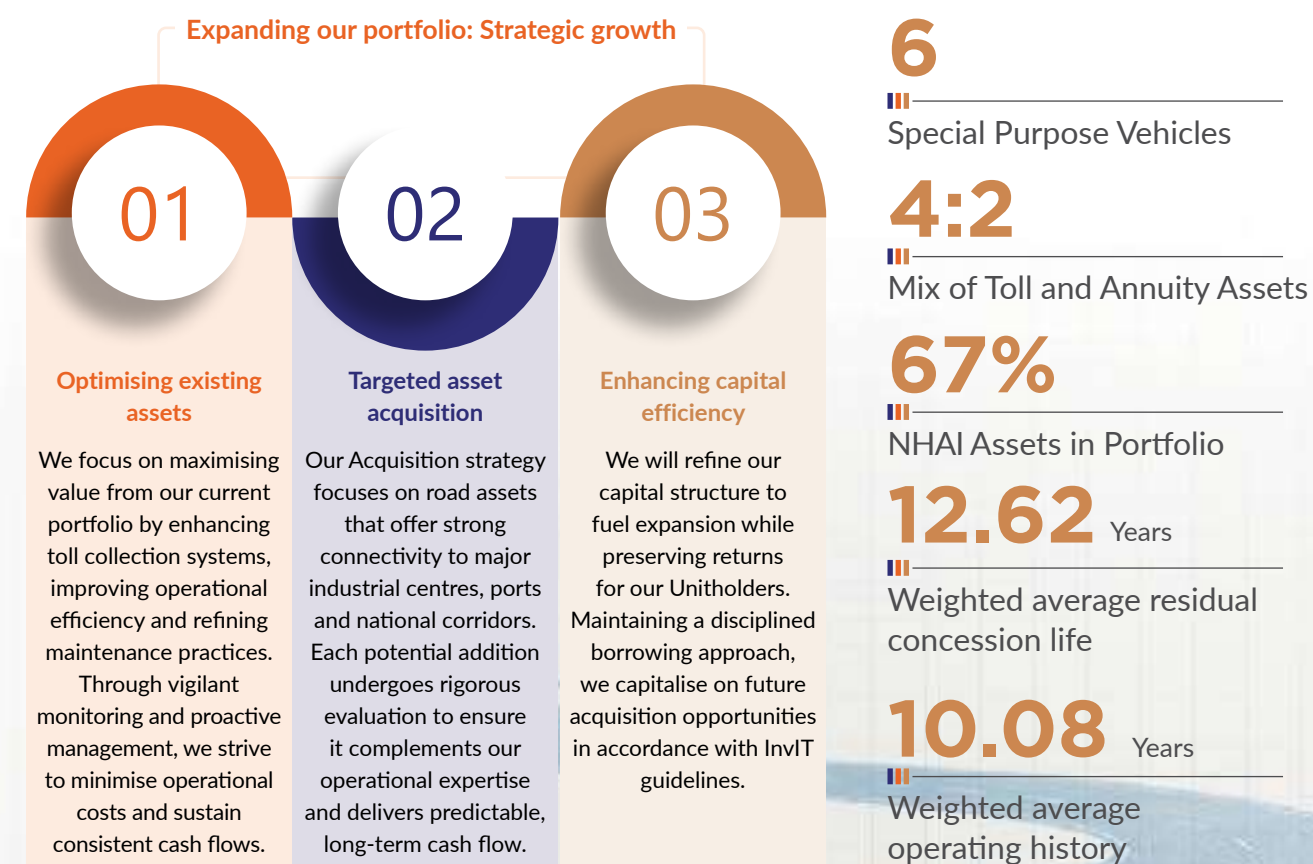 Expanding our portfolio: Strategic growth
01
Optimising existing
assets
We focus on maximising
value from our current
portfolio by enhancing
toll collection systems,
improving operational
efficiency and refining
maintenance practices.
Through vigilant
monitoring and proactive
management, we strive
to minimise operational
costs and sustain
consistent cash flows.
02
Targeted asset
acquisition
Our Acquisition strategy
focuses on road assets
that offer strong
connectivity to major
industrial centres, ports
and national corridors.
Each potential addition
undergoes rigorous
evaluation to ensure
it complements our
operational expertise
and delivers predictable,
long-term cash flow.
03
Enhancing capital
efficiency
We will refine our
capital structure to
fuel expansion while
preserving returns
for our Unitholders.
Maintaining a disciplined
borrowing approach,
we capitalise on future
acquisition opportunities
in accordance with InvIT
guidelines.
6
Special Purpose Vehicles
4:2
Mix of Toll and Annuity Assets
67%
NHAI Assets in Portfolio
12.62 Years
Weighted average residual
concession life
10.08 Years
Weighted average
operating history